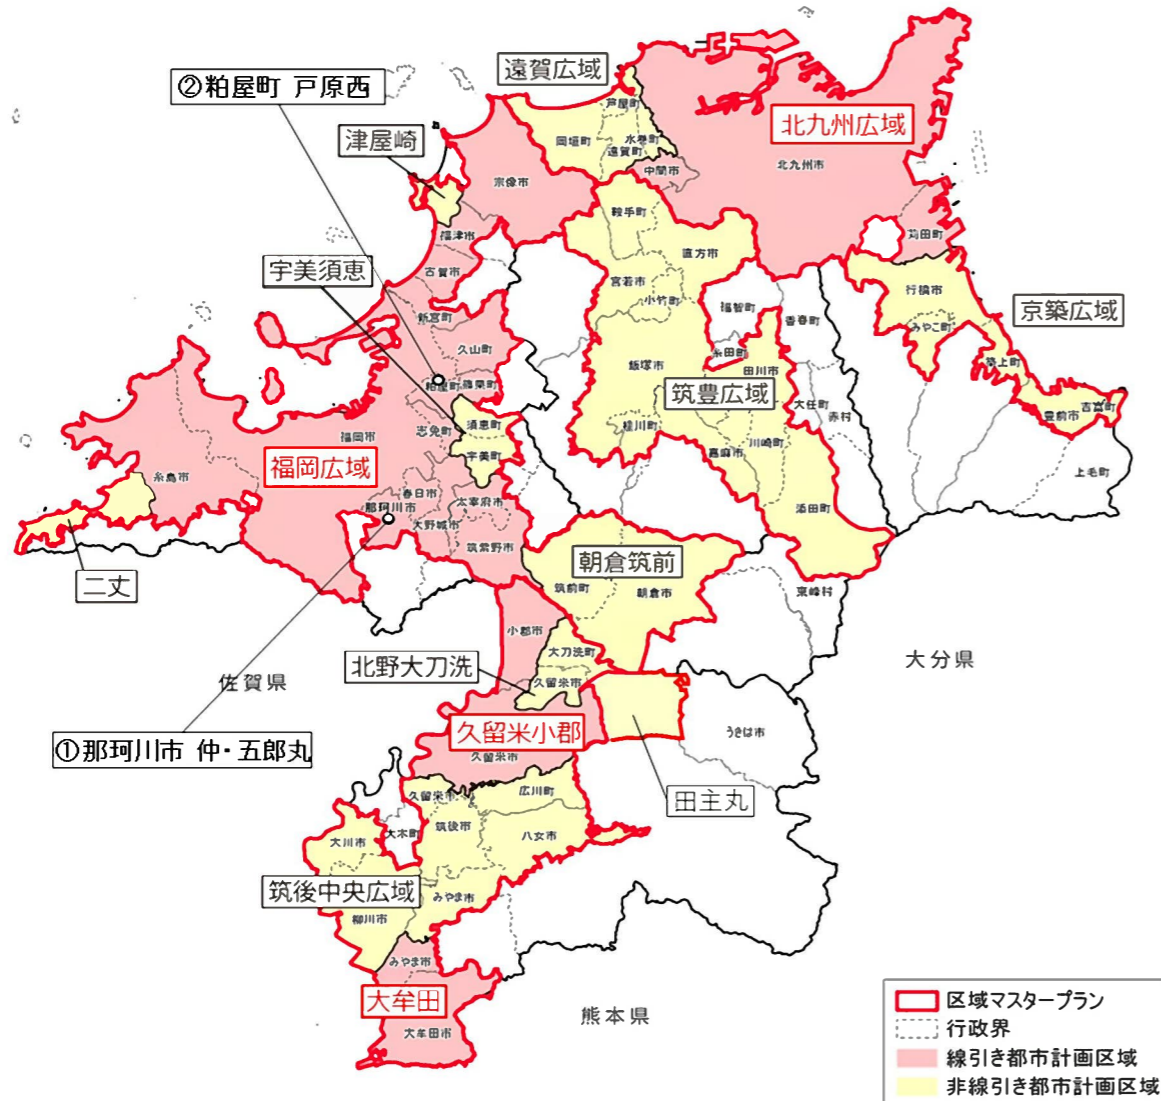 遠賀広域
②粕屋町 戸原西
芦屋町
北九州広域
津屋崎
岡垣町
水巻町
遠賀町
中間市
北九州市
宗像市
鞍手町
福津市
苅田町
直方市
宇美須恵
古賀市
宮若市
行橋市
小竹町
京築広域
新宮町
福智町
香春町
みやこ町
久山町
糸田町
築上町
飯塚市
田川市
粕屋町
篠栗町
筑豊広域
大任町
吉富町
豊前市
須恵町
赤村
志免町
桂川町
福岡市
川崎町
宇美町
嘉麻市
福岡広域
上毛町
糸島市
春日市
太宰府市
那珂川市
添田町
大野城市
筑紫野市
朝倉筑前
二丈
筑前町
朝倉市
東峰村
小郡市
大刀洗町
大分県
北野大刀洗
佐賀県
久留米市
久留米小郡
うきは市
①那珂川市 仲・五郎丸
久留米市
広川町
久留米市
田主丸
筑後市
大木町
八女市
大川市
筑後中央広域
みやま市
柳川市
みやま市
大牟田
熊本県
大牟田市
区域マスタープラン
行政界
線引き都市計画区域
非線引き都市計画区域